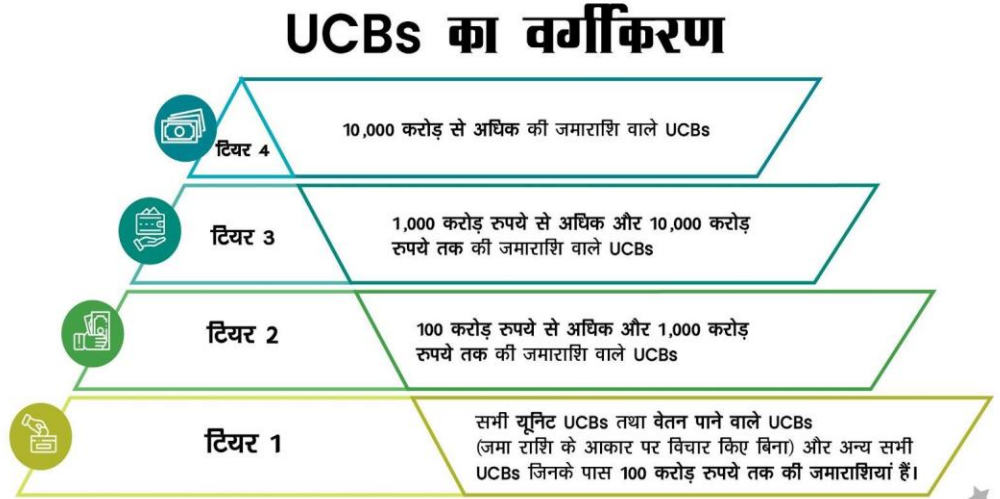 UCBs का वर्गीकिरण
टियर 4
10,000 करोड़ से अधिक की जमाराशि वाले UCBs
टियर 3
1,000 करोड़ रुपये से अधिक और 10,000 करोड़
रुपये तक की जमाराशि वाले UCBs
टियर 2
100 करोड़ रुपये से अधिक और 1,000 करोड़
रुपये तक की जमाराशि वाले UCBs
टियर 1
सभी यूनिट UCBs तथा वेतन पाने वाले UCBs
(जमा राशि के आकार पर विचार किए बिना) और अन्य सभी
UCBs जिनके पास 100 करोड़ रुपये तक की जमाराशियां हैं।